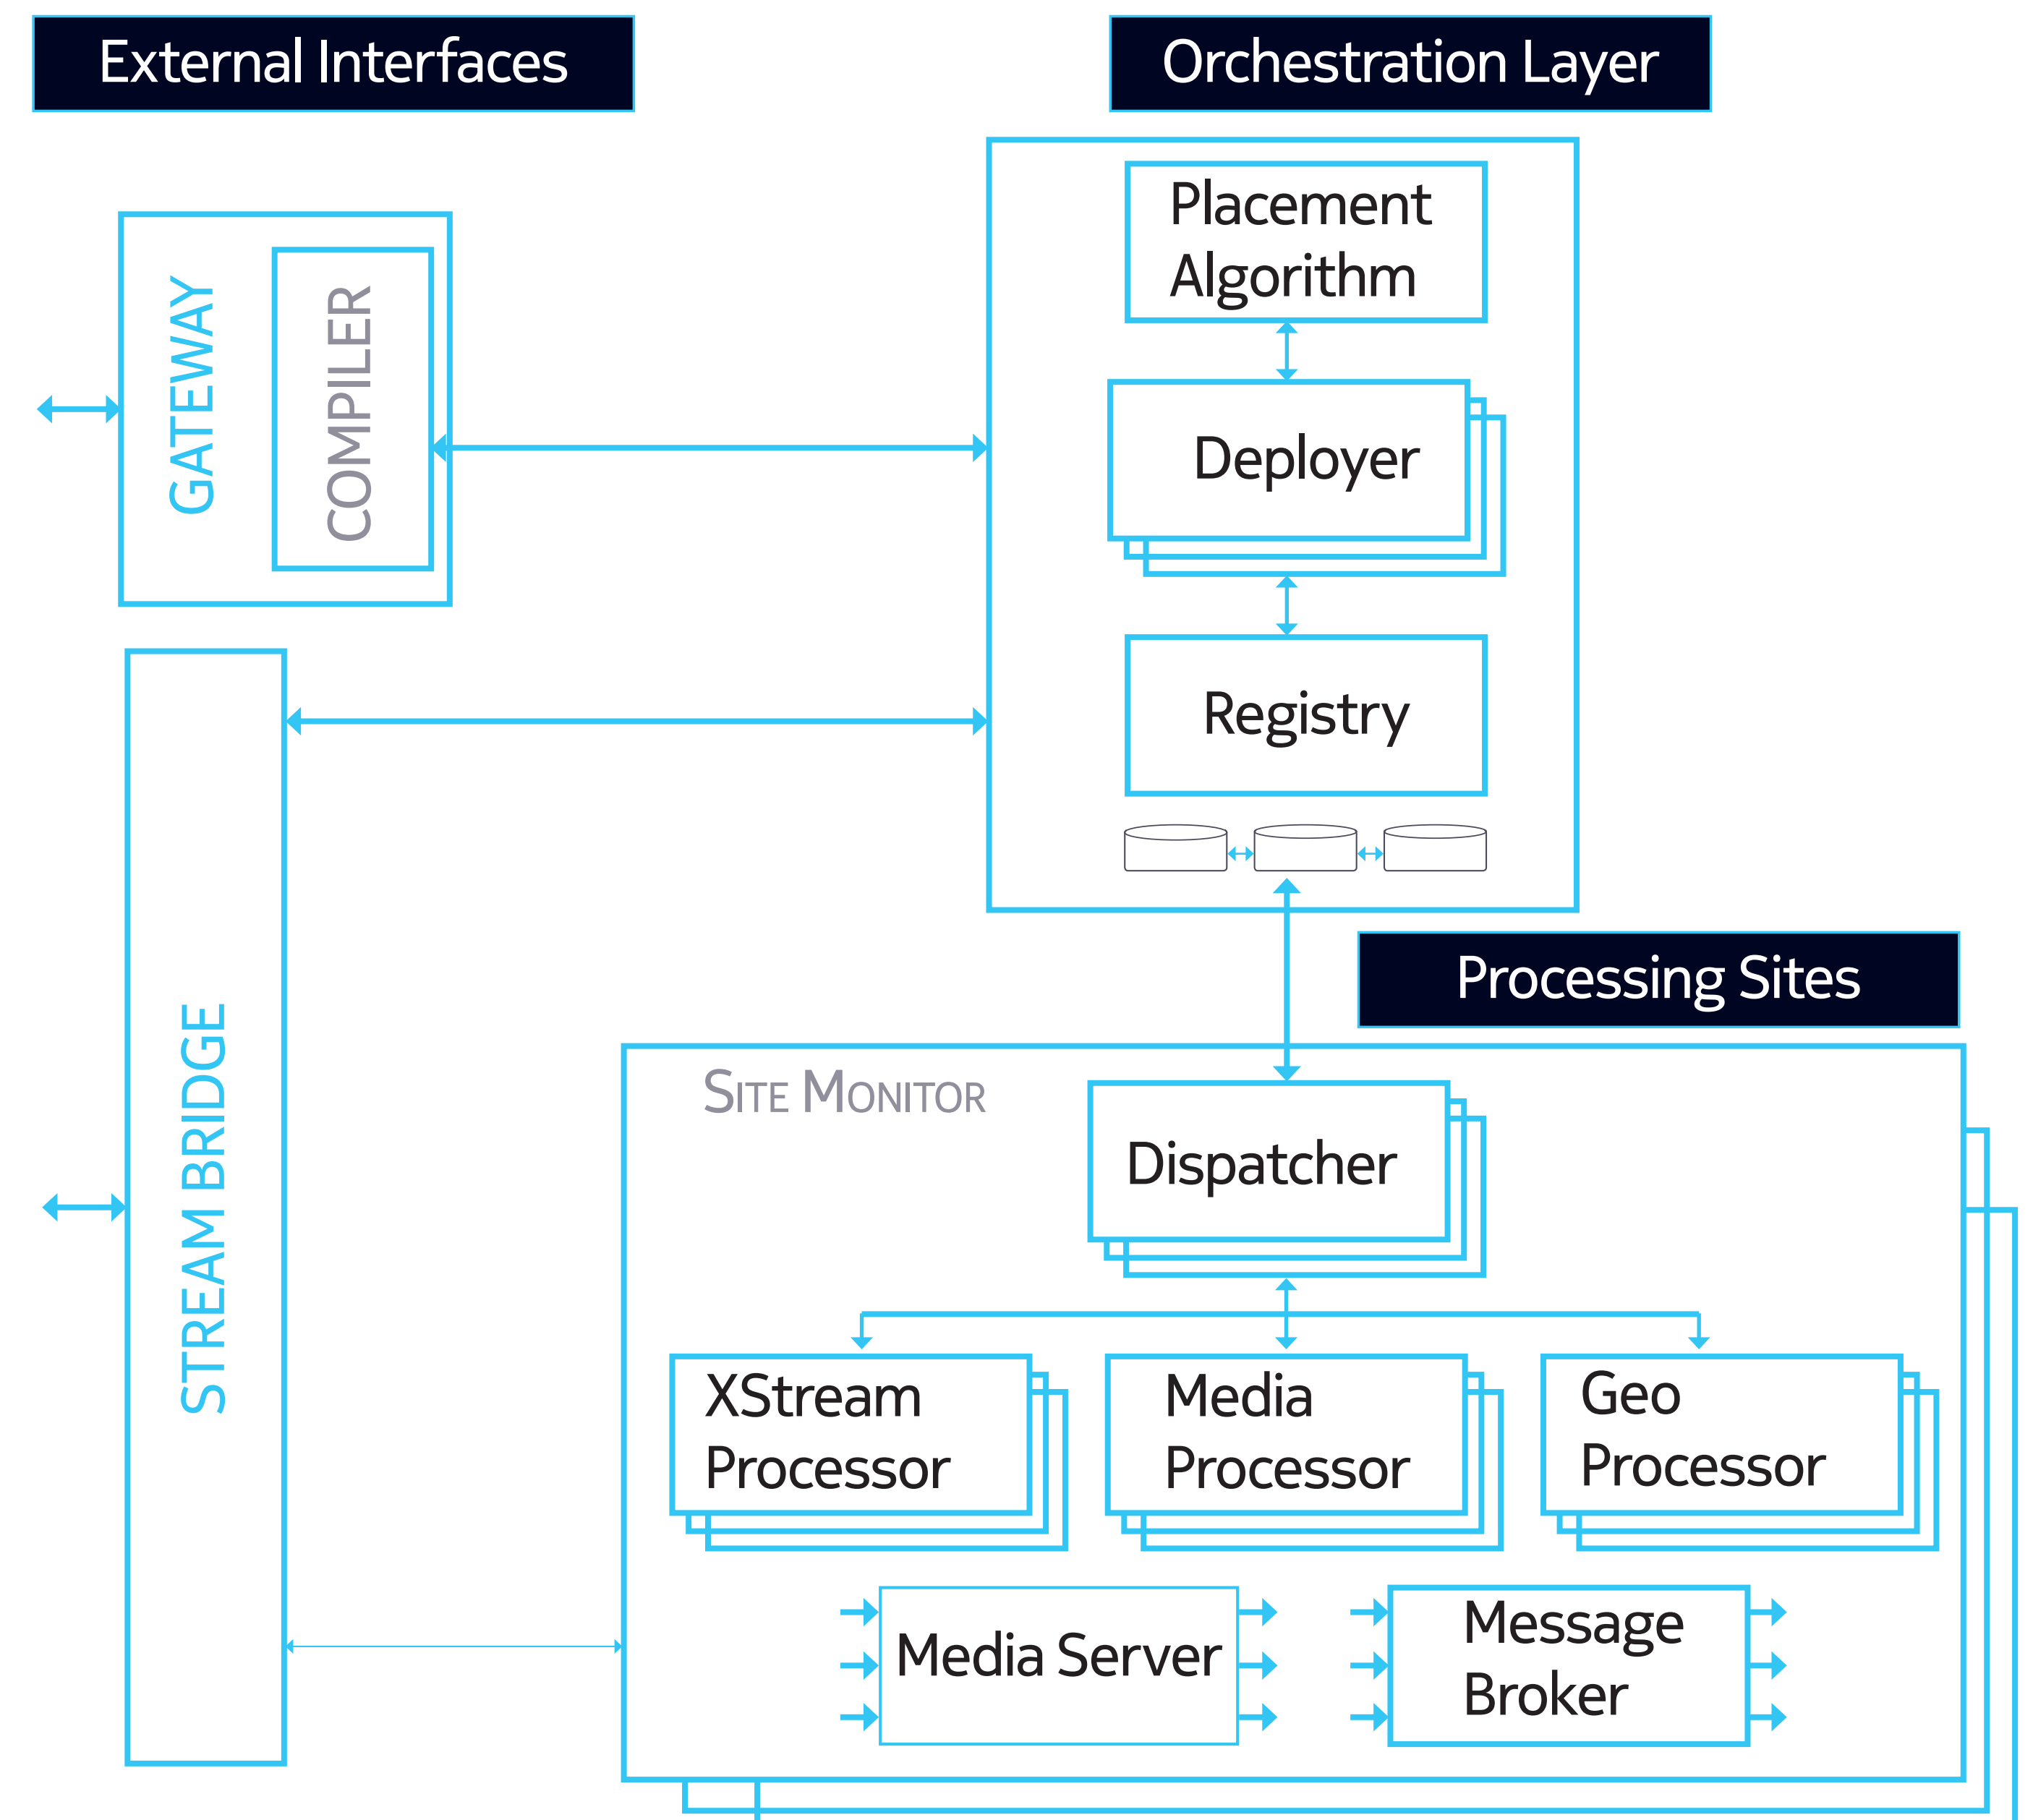 External Interfaces
Orchestration Layer
GATEWAY
COMPILER
Placement
Algorithm
Deployer
Registry
STREAM BRIDGE
Processing Sites
SITE MONITOR
Dispatcher
XStream
Processor
Media
Processor
Geo
Processor
Media Server
Message
Broker